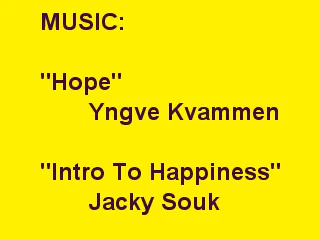 MUSIC:
"Hope"
Yngve Kvammen
"Intro To Happiness"
Jacky Souk